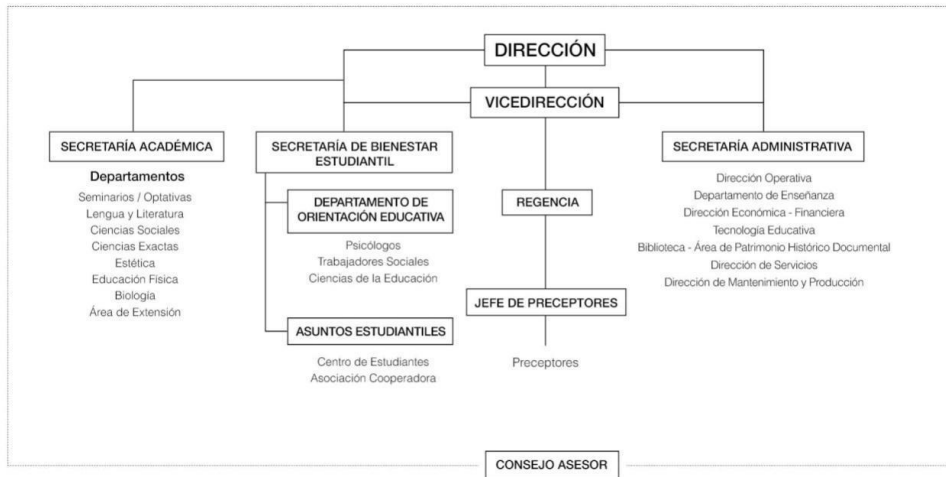 DIRECCIÓN
VICEDIRECCIÓN
SECRETARÍA ACADÉMICA
Departamentos
Seminarios / Optativas
Lengua y Literatura
Ciencias Sociales
Ciencias Exactas
Estética
Educación Física
Biología
Área de Extensión
SECRETARÍA DE BIENESTAR
ESTUDIANTIL
DEPARTAMENTO DE
ORIENTACIÓN EDUCATIVA
Psicólogos
Trabajadores Sociales
Ciencias de la Educación
ASUNTOS ESTUDIANTILES
Centro de Estudiantes
Asociación Cooperadora
REGENCIA
JEFE DE PRECEPTORES
Preceptores
SECRETARÍA ADMINISTRATIVA
Dirección Operativa
Departamento de Enseñanza
Dirección Económica - Financiera
Tecnología Educativa
Biblioteca - Área de Patrimonio Histórico Documental
Dirección de Servicios
Dirección de Mantenimiento y Producción
CONSEJO ASESOR